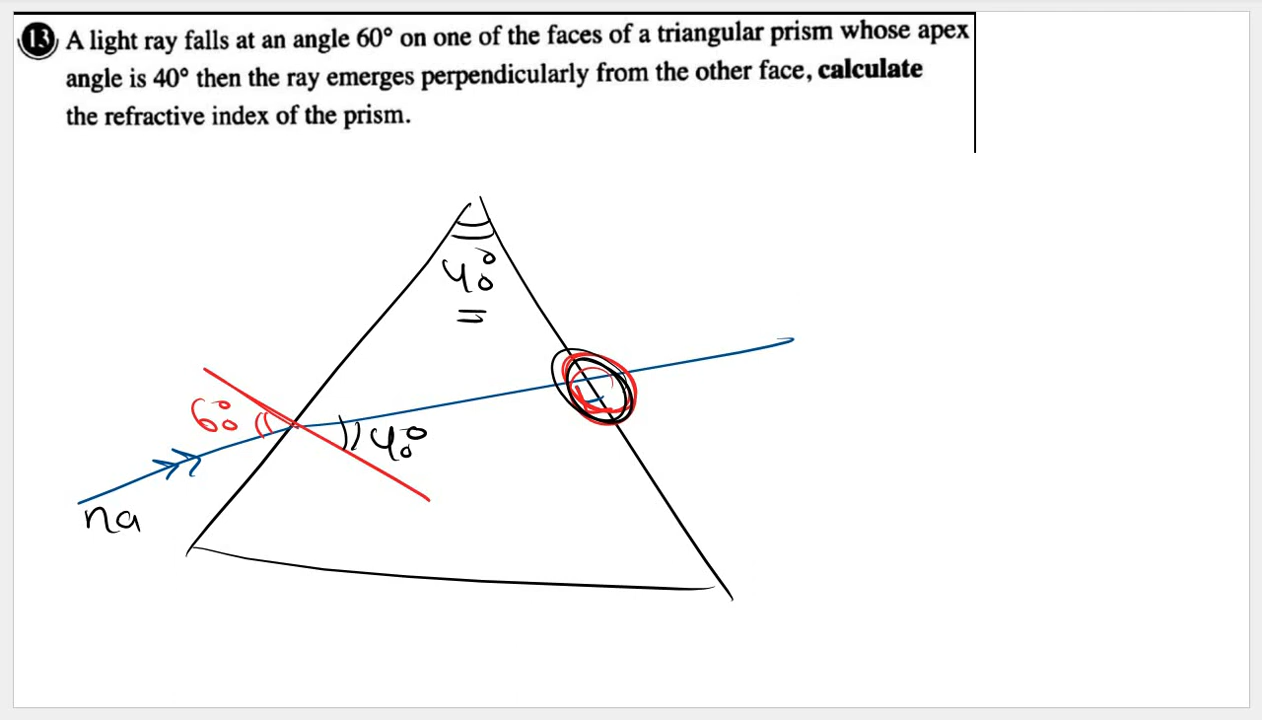 13 A light ray falls at an angle 60° on one of the faces of a triangular prism whose apex
angle is 40° then the ray emerges perpendicularly from the other face, calculate
the refractive index of the prism.
40°
60°
40°
na